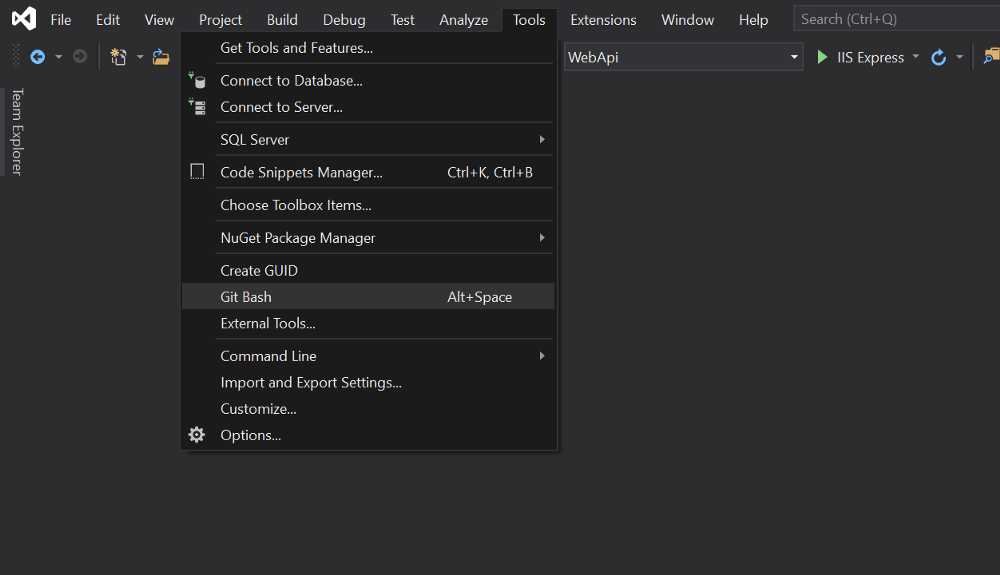 File Edit View Project Build Debug Test Analyze Tools Extensions Window Help Search (Ctrl+Q)
WebApi IIS Express
Team Explorer
Get Tools and Features...
Connect to Database...
Connect to Server...
SQL Server
Code Snippets Manager... Ctrl+K, Ctrl+B
Choose Toolbox Items...
NuGet Package Manager
Create GUID
Git Bash Alt+Space
External Tools...
Command Line
Import and Export Settings...
Customize...
Options...